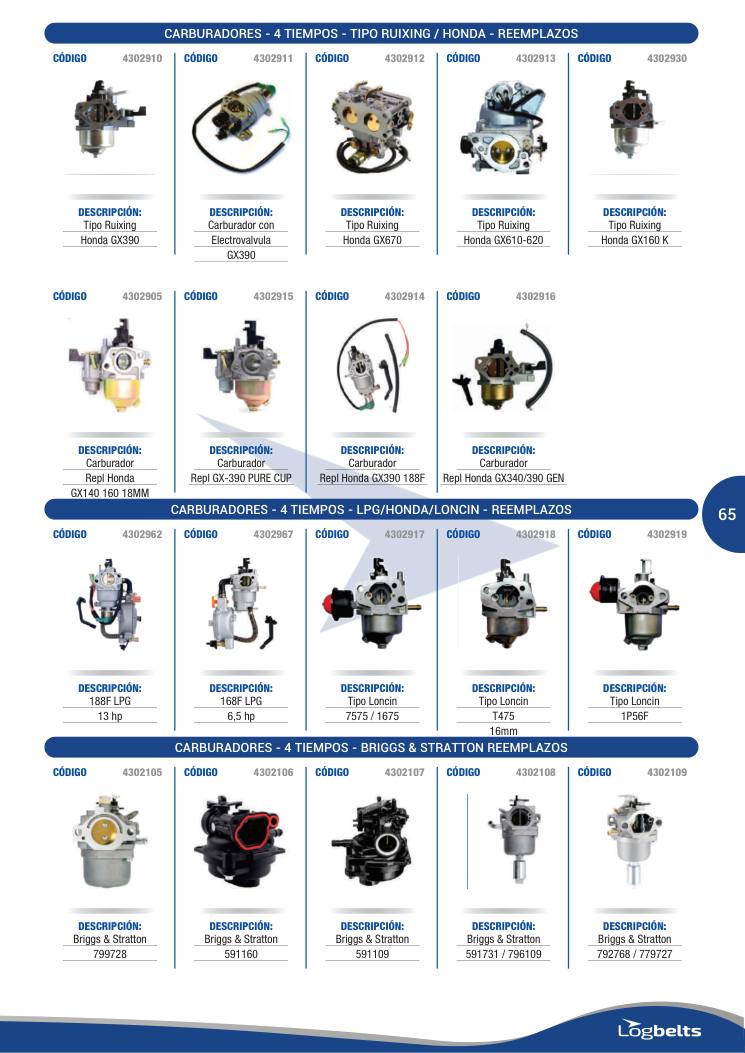 CARBURADORES - 4 TIEMPOS - TIPO RUIXING / HONDA - REEMPLAZOS
CÓDIGO 4302910
DESCRIPCIÓN:
Tipo Ruixing
Honda GX390
CÓDIGO 4302911
DESCRIPCIÓN:
Carburador con
Electrovalvula
GX390
CÓDIGO 4302912
DESCRIPCIÓN:
Tipo Ruixing
Honda GX670
CÓDIGO 4302913
DESCRIPCIÓN:
Tipo Ruixing
Honda GX610-620
CÓDIGO 4302930
DESCRIPCIÓN:
Tipo Ruixing
Honda GX160 K
CÓDIGO 4302905
DESCRIPCIÓN:
Carburador
Repl Honda
GX140 160 18MM
CÓDIGO 4302915
DESCRIPCIÓN:
Carburador
Repl GX-390 PURE CUP
CÓDIGO 4302914
DESCRIPCIÓN:
Carburador
Repl Honda GX390 188F
CÓDIGO 4302916
DESCRIPCIÓN:
Carburador
Repl Honda GX340/390 GEN
CARBURADORES - 4 TIEMPOS - LPG/HONDA/LONCIN - REEMPLAZOS
65
CÓDIGO 4302962
DESCRIPCIÓN:
188F LPG
13 hp
CÓDIGO 4302967
DESCRIPCIÓN:
168F LPG
6,5 hp
CÓDIGO 4302917
DESCRIPCIÓN:
Tipo Loncin
7575 / 1675
CÓDIGO 4302918
DESCRIPCIÓN:
Tipo Loncin
T475
16mm
CÓDIGO 4302919
DESCRIPCIÓN:
Tipo Loncin
1P56F
CARBURADORES - 4 TIEMPOS - BRIGGS & STRATTON REEMPLAZOS
CÓDIGO 4302105
DESCRIPCIÓN:
Briggs & Stratton
799728
CÓDIGO 4302106
DESCRIPCIÓN:
Briggs & Stratton
591160
CÓDIGO 4302107
DESCRIPCIÓN:
Briggs & Stratton
591109
CÓDIGO 4302108
DESCRIPCIÓN:
Briggs & Stratton
591731 / 796109
CÓDIGO 4302109
DESCRIPCIÓN:
Briggs & Stratton
792768 / 779727
Logbelts